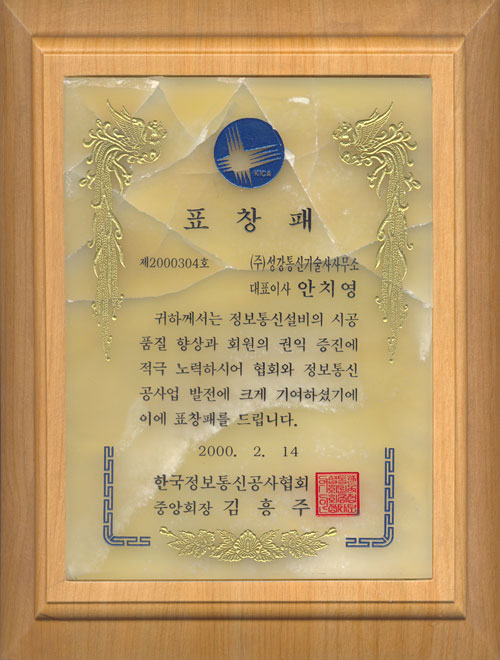 KICA
표창패
제2000304호
(주)성강통신기술사사무소
대표이사 안치영
귀하께서는 정보통신설비의 시공
품질 향상과 회원의 권익 증진에
적극 노력하시어 협회와 정보통신
공사업 발전에 크게 기여하셨기에
이에 표창패를 드립니다.
2000. 2. 14
한국정보통신공사협회
중앙회장 김흥주